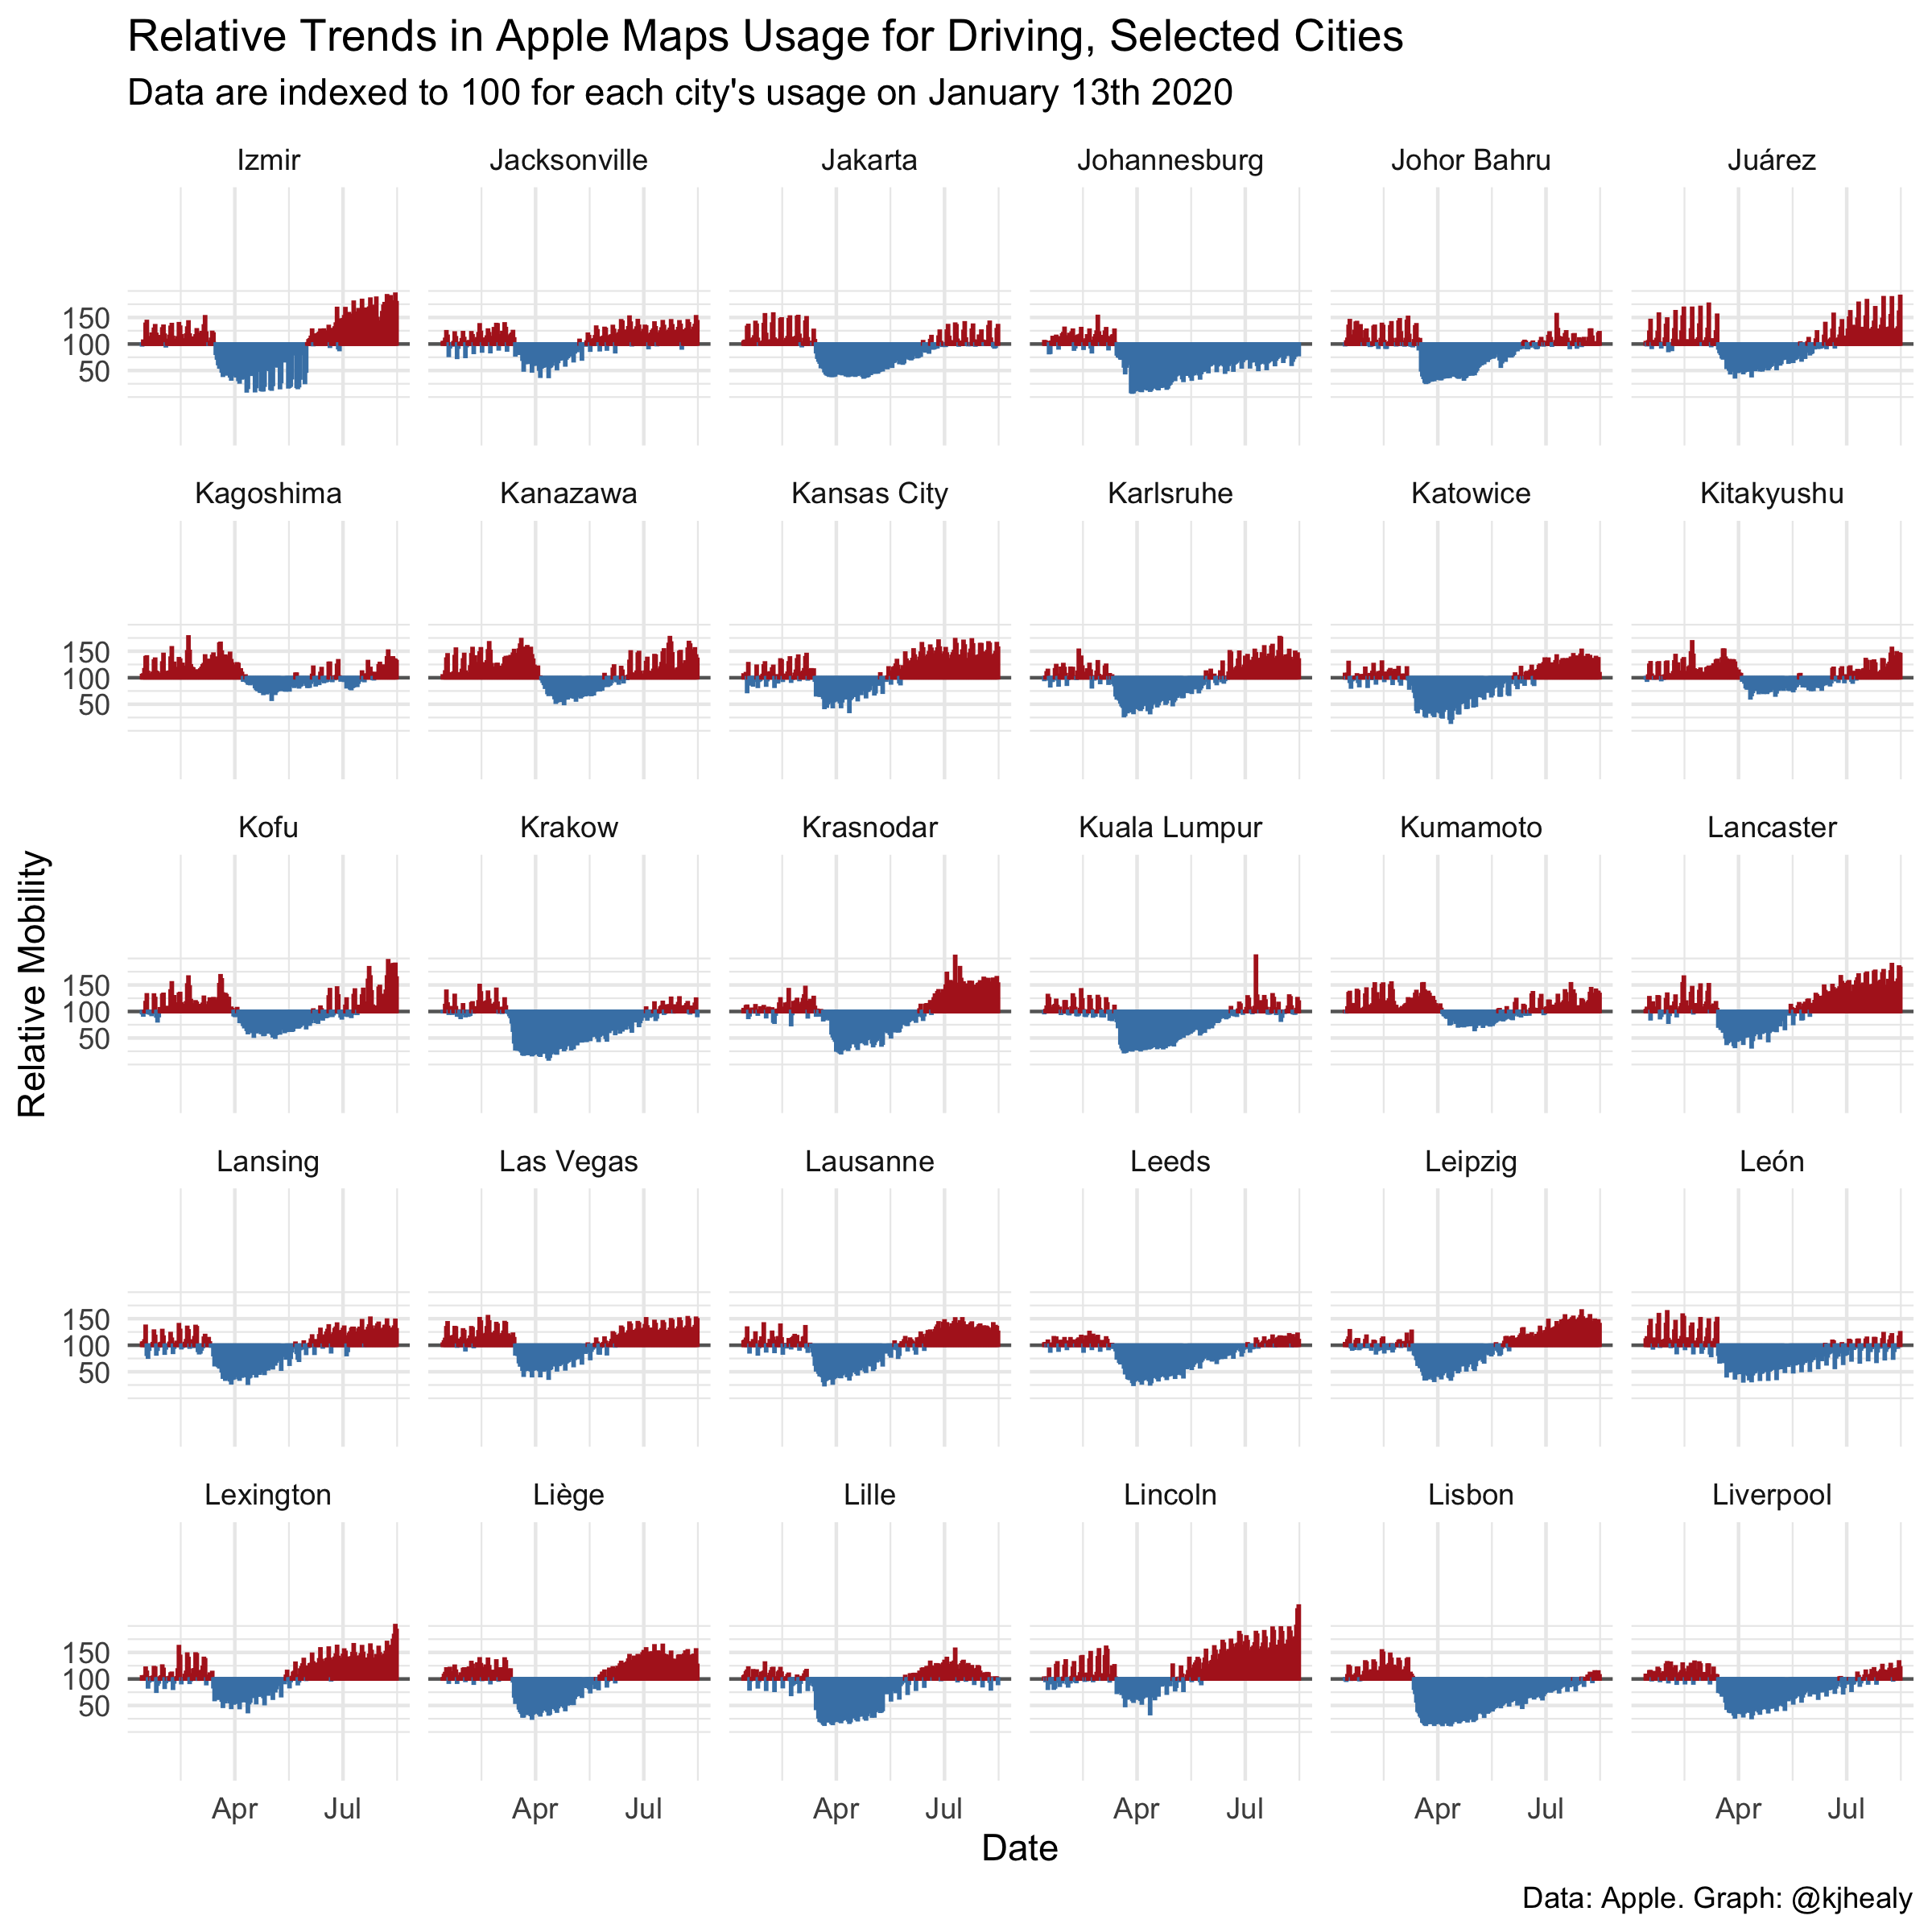 Relative Trends in Apple Maps Usage for Driving, Selected Cities
Data are indexed to 100 for each city's usage on January 13th 2020
Izmir Jacksonville Jakarta Johannesburg Johor Bahru Juárez
150
100
50
Kagoshima Kanazawa Kansas City Karlsruhe Katowice Kitakyushu
150
100
50
Kofu Krakow Krasnodar Kuala Lumpur Kumamoto Lancaster
150
100
50
Relative Mobility
Lansing Las Vegas Lausanne Leeds Leipzig León
150
100
50
Lexington Liège Lille Lincoln Lisbon Liverpool
150
100
50
Apr Jul Apr Jul Apr Jul Apr Jul Apr Jul Apr Jul
Date
Data: Apple. Graph: @kjhealy